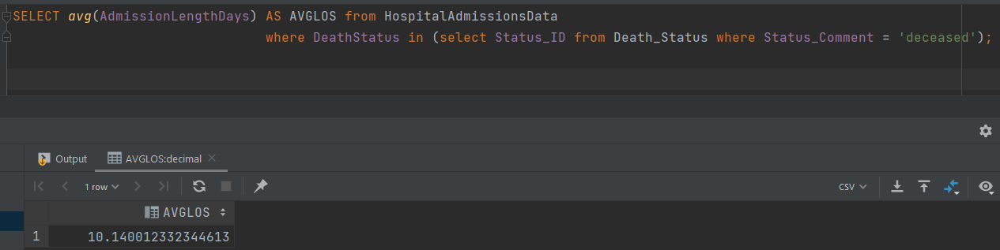 SELECT avg(AdmissionLengthDays) AS AVGLOS from HospitalAdmissionsData
where DeathStatus in (select Status_ID from Death_Status where Status_Comment = 'deceased');
Output AVGLOS:decimal
1 row CSV
AVGLOS
1 10.140012332344613